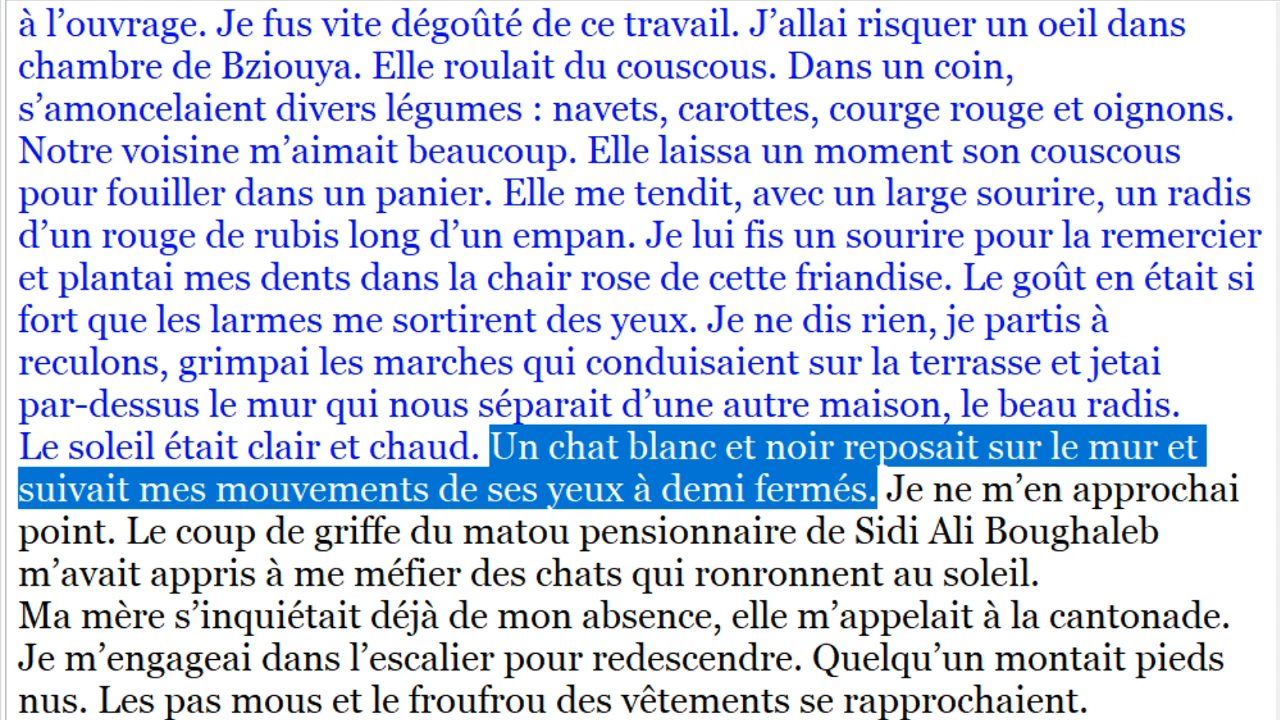 à l’ouvrage. Je fus vite dégoûté de ce travail. J’allai risquer un oeil dans
chambre de Bziouya. Elle roulait du couscous. Dans un coin,
s’amoncelaient divers légumes : navets, carottes, courge rouge et oignons.
Notre voisine m’aimait beaucoup. Elle laissa un moment son couscous
pour fouiller dans un panier. Elle me tendit, avec un large sourire, un radis
d’un rouge de rubis long d’un empan. Je lui fis un sourire pour la remercier
et plantai mes dents dans la chair rose de cette friandise. Le goût en était si
fort que les larmes me sortirent des yeux. Je ne dis rien, je partis à
reculons, grimpai les marches qui conduisaient sur la terrasse et jetai
par-dessus le mur qui nous séparait d’une autre maison, le beau radis.
Le soleil était clair et chaud. Un chat blanc et noir reposait sur le mur et
suivait mes mouvements de ses yeux à demi fermés. Je ne m’en approchai
point. Le coup de griffe du matou pensionnaire de Sidi Ali Boughaleb
m’avait appris à me méfier des chats qui ronronnent au soleil.
Ma mère s’inquiétait déjà de mon absence, elle m’appelait à la cantonade.
Je m’engageai dans l’escalier pour redescendre. Quelqu’un montait pieds
nus. Les pas mous et le froufrou des vêtements se rapprochaient.